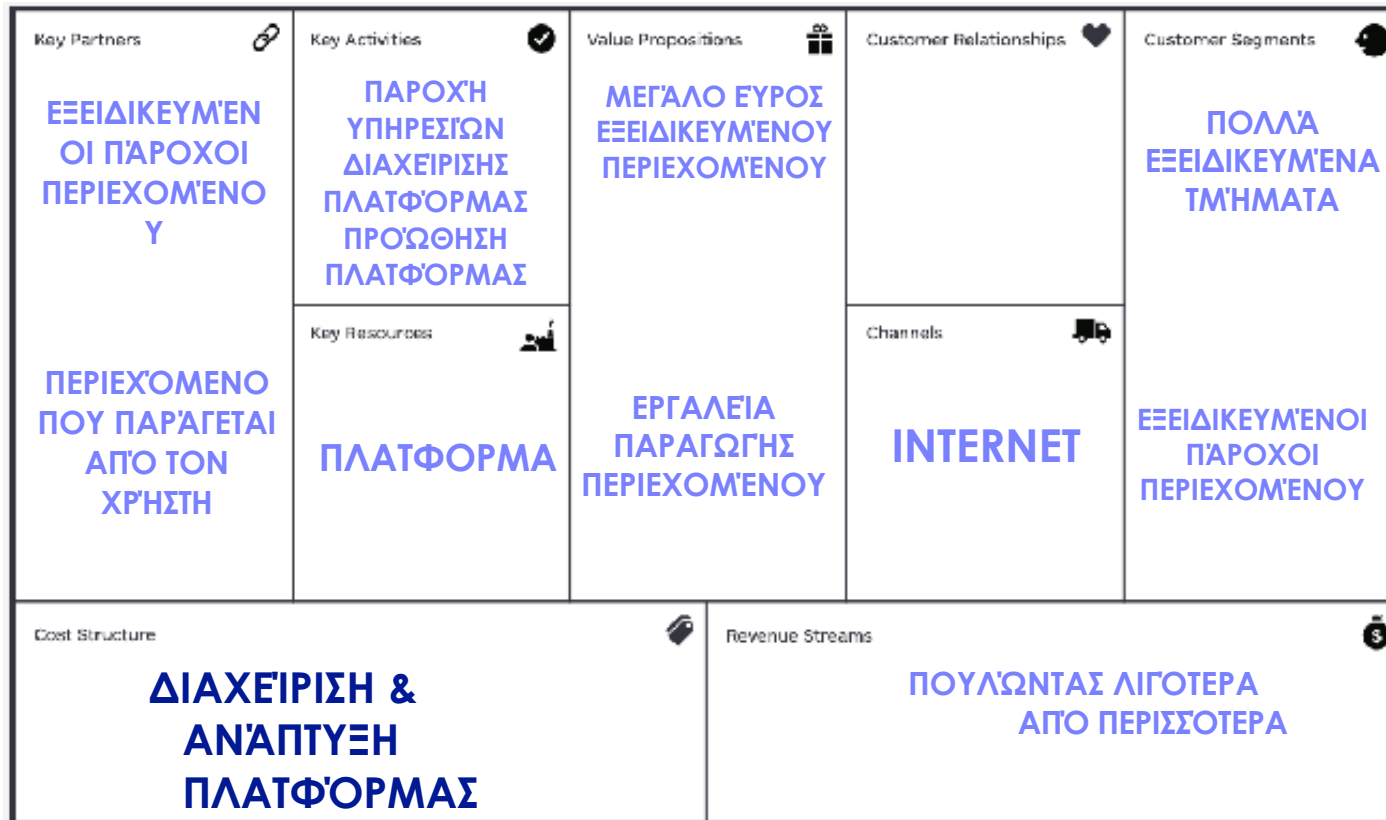 Key Partners
ΕΞΕΙΔΙΚΕΥΜΈΝ
ΟΙ ΠΆΡΟΧΟΙ
ΠΕΡΙΕΧΟΜΈΝΟ
Υ
ΠΕΡΙΕΧΌΜΕΝΟ
ΠΟΥ ΠΑΡΆΓΕΤΑΙ
ΑΠΌ ΤΟΝ
ΧΡΉΣΤΗ
Key Activities
ΠΑΡΟΧΉ
ΥΠΗΡΕΣΙΏΝ
ΔΙΑΧΕΊΡΙΣΗΣ
ΠΛΑΤΦΌΡΜΑΣ
ΠΡΟΏΘΗΣΗ
ΠΛΑΤΦΌΡΜΑΣ
Key Resources
ΠΛΑΤΦΟΡΜΑ
Value Propositions
ΜΕΓΆΛΟ ΕΎΡΟΣ
ΕΞΕΙΔΙΚΕΥΜΈΝΟΥ
ΠΕΡΙΕΧΟΜΈΝΟΥ
ΕΡΓΑΛΕΊΑ
ΠΑΡΑΓΩΓΉΣ
ΠΕΡΙΕΧΟΜΈΝΟΥ
Customer Relationships
Channels
INTERNET
Customer Segments
ΠΟΛΛΆ
ΕΞΕΙΔΙΚΕΥΜΈΝΑ
ΤΜΉΜΑΤΑ
ΕΞΕΙΔΙΚΕΥΜΈΝΟΙ
ΠΆΡΟΧΟΙ
ΠΕΡΙΕΧΟΜΈΝΟΥ
Cost Structure
ΔΙΑΧΕΊΡΙΣΗ &
ΑΝΆΠΤΥΞΗ
ΠΛΑΤΦΌΡΜΑΣ
Revenue Streams
ΠΟΥΛΏΝΤΑΣ ΛΙΓΌΤΕΡΑ
ΑΠΌ ΠΕΡΙΣΣΌΤΕΡΑ